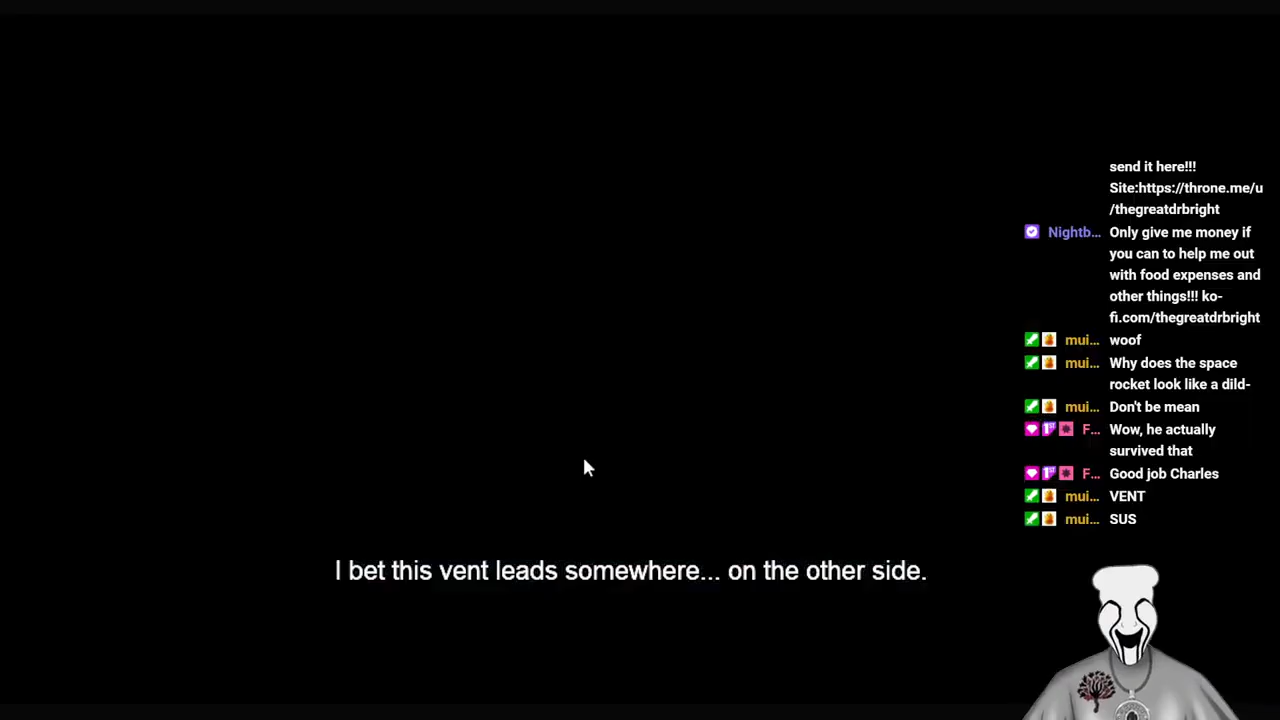 send it here!!!
Site:https://throne.me/u
/thegreatdrbright
Nightb... Only give me money if
you can to help me out
with food expenses and
other things!!! ko-
fi.com/thegreatdrbright
mui... woof
mui... Why does the space
rocket look like a dild-
mui... Don't be mean
F... Wow, he actually
survived that
F... Good job Charles
mui... VENT
mui... SUS
I bet this vent leads somewhere... on the other side.